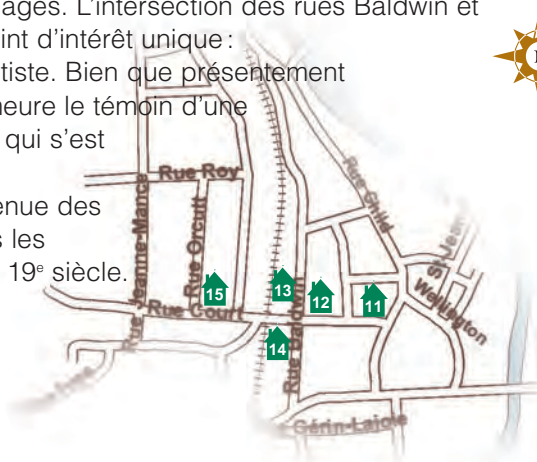 ages. L'intersection des rues Baldwin et
int d'intérêt unique :
tiste. Bien que présentement
eure le témoin d'une
qui s'est
enue des
s les
19e siècle.
Rue Roy
Rue Child
Rue Jeanne-Mance
Rue Orcutt
St-Jean
Wellington
15
13
12
11
Rue Court
14
Rue Baldwin
Gérin-Lajoie